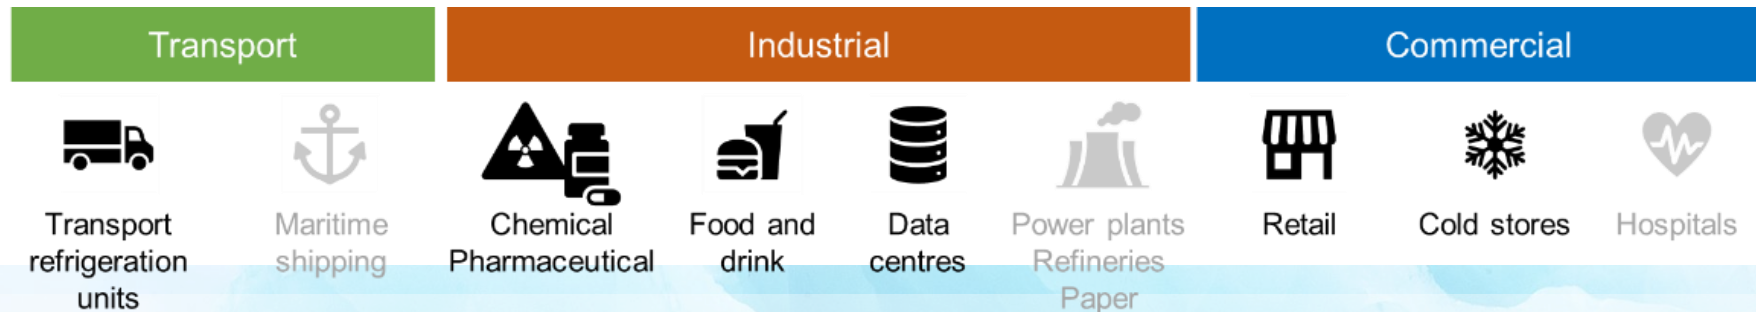 Transport
Industrial
Commercial
Transport
refrigeration
units
Maritime
shipping
Chemical
Pharmaceutical
Food and
drink
Data
centres
Power plants
Refineries
Paper
Retail
Cold stores
Hospitals